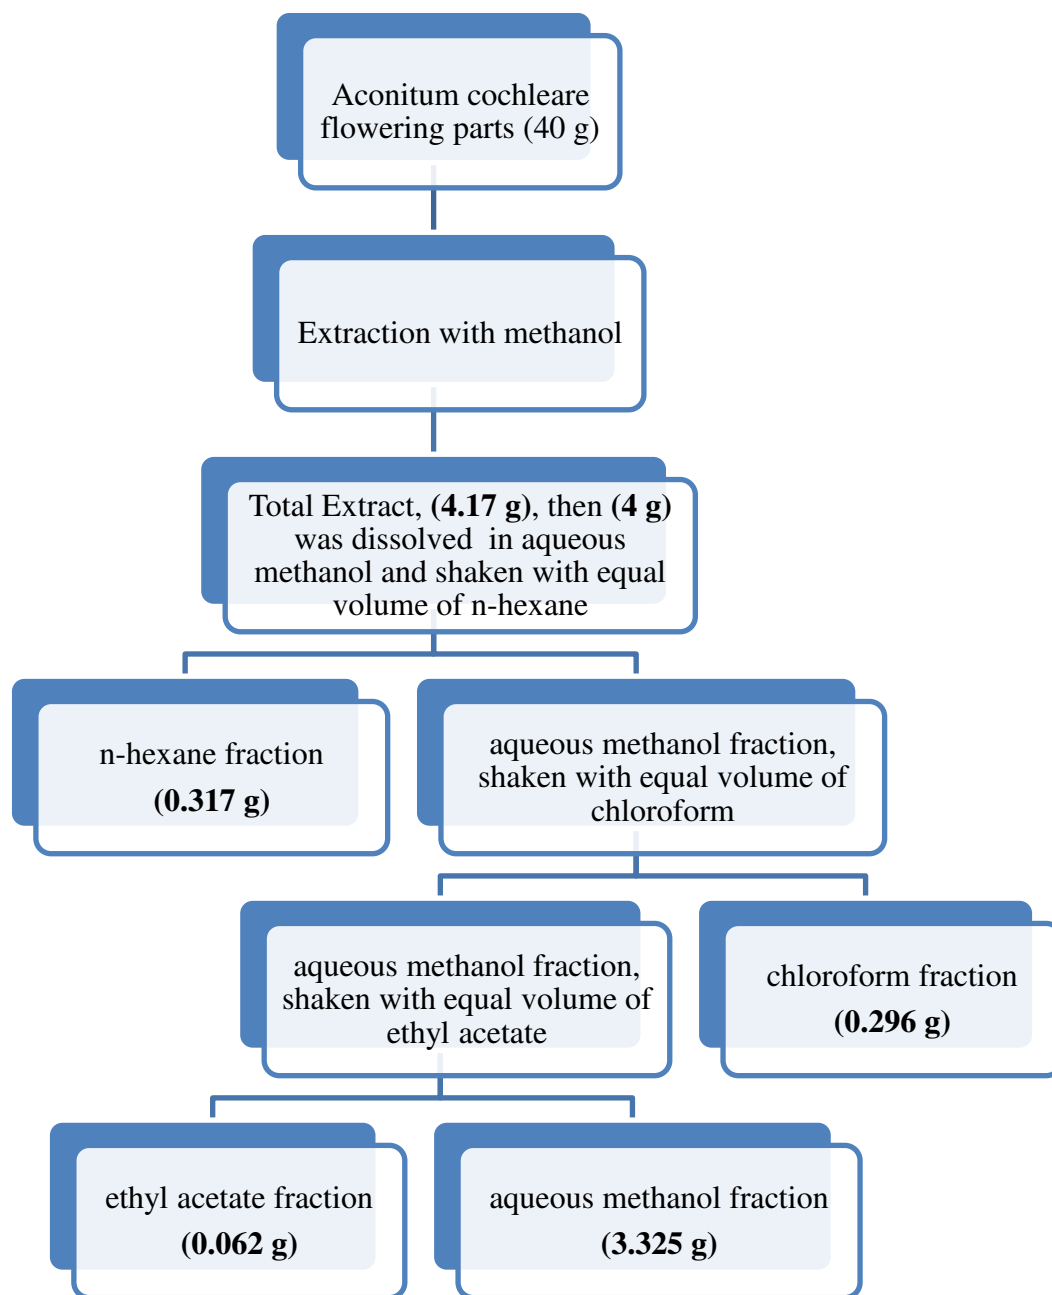 Aconitum cochleare
flowering parts (40 g)
Extraction with methanol
Total Extract, (4.17 g), then (4 g)
was dissolved in aqueous
methanol and shaken with equal
volume of n-hexane
n-hexane fraction
(0.317 g)
aqueous methanol fraction,
shaken with equal volume of
chloroform
aqueous methanol fraction,
shaken with equal volume of
ethyl acetate
chloroform fraction
(0.296 g)
ethyl acetate fraction
(0.062 g)
aqueous methanol fraction
(3.325 g)